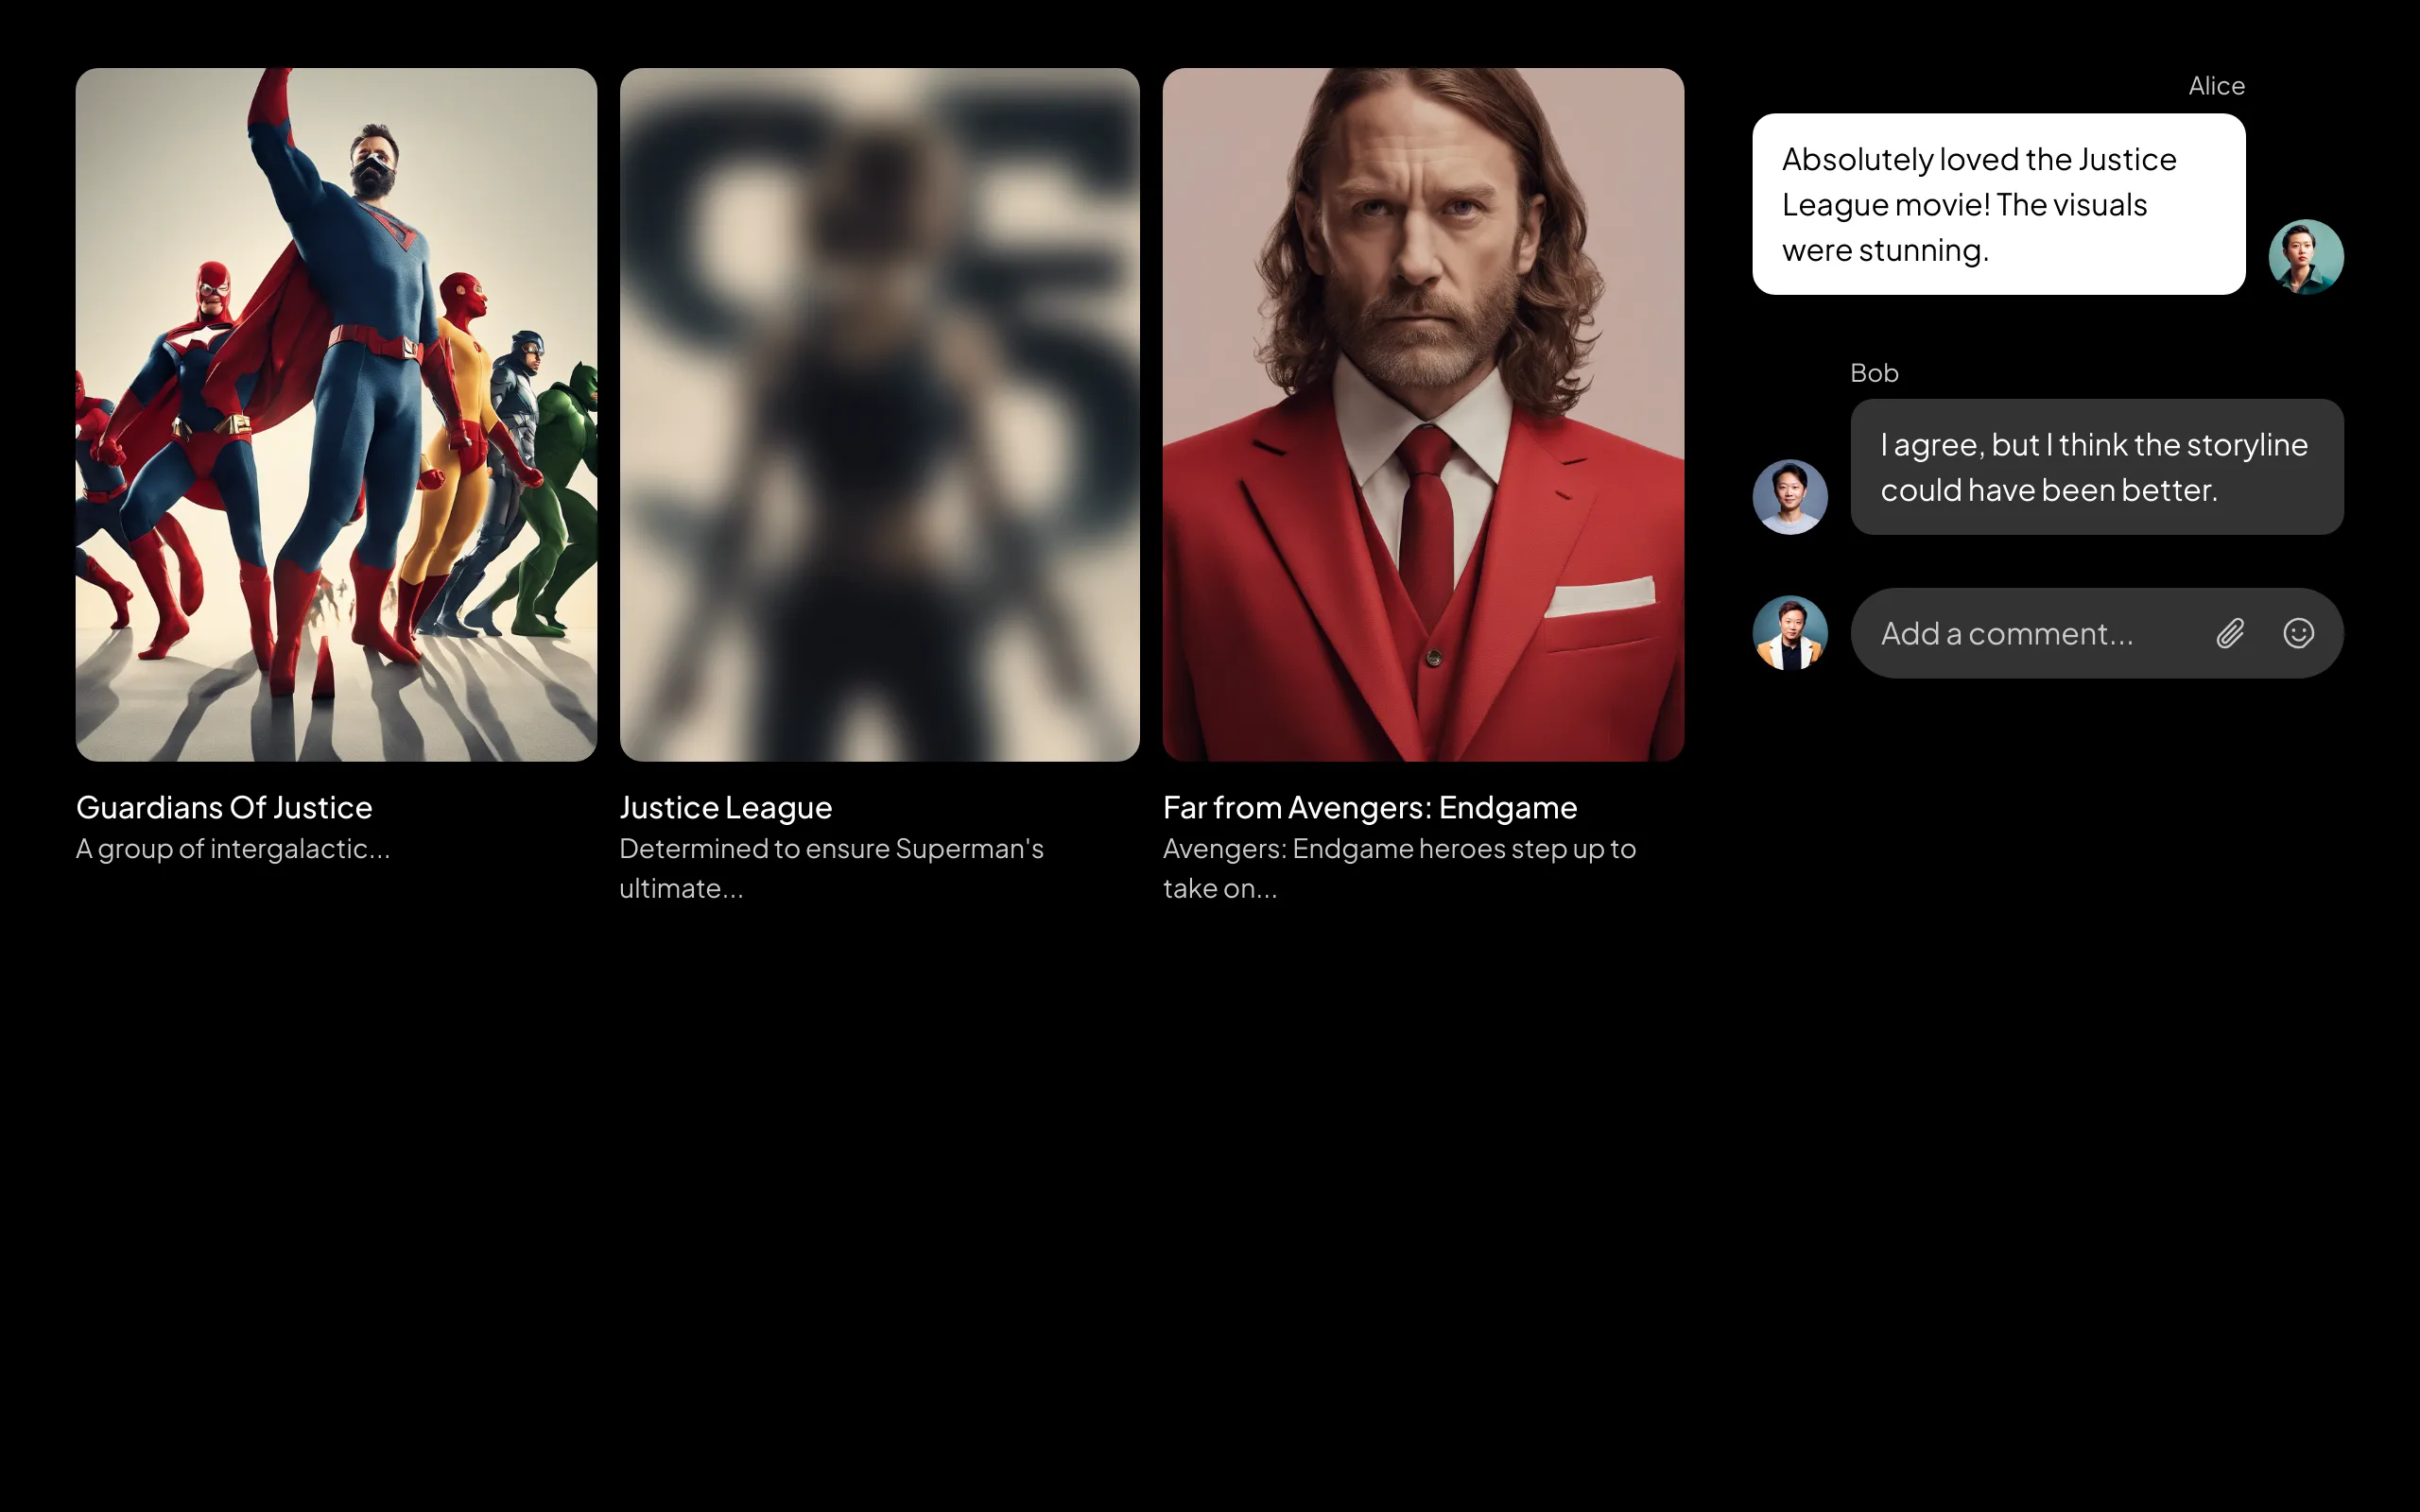 Guardians Of Justice
A group of intergalactic...
Justice League
Determined to ensure Superman's
ultimate...
Far from Avengers: Endgame
Avengers: Endgame heroes step up to
take on...
Alice
Absolutely loved the Justice
League movie! The visuals
were stunning.
Bob
I agree, but I think the storyline
could have been better.
Add a comment...